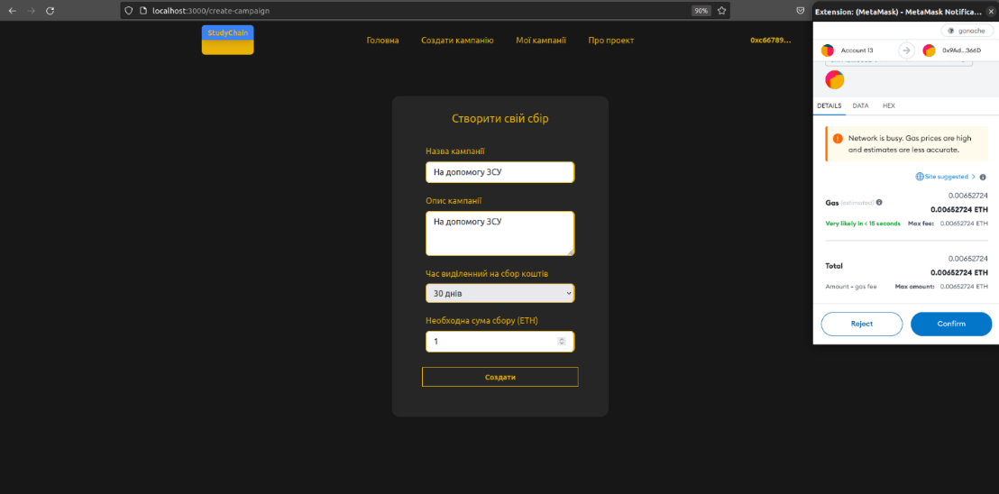 localhost:3000/create-campaign
90%
Extension: (MetaMask) - MetaMask Notifica...
StudyChain
Головна
Создати кампанію
Мої кампанії
Про проект
0xc66789...
ganache
Account 13
0x9Ad...366D
DETAILS
DATA
HEX
Network is busy. Gas prices are high
and estimates are less accurate.
Site suggested >
0.00652724
Gas (estimated)
0.00652724 ETH
Very likely in < 15 seconds
Max fee: 0.00652724 ETH
0.00652724
Total
0.00652724 ETH
Amount + gas fee
Max amount: 0.00652724 ETH
Reject
Confirm
Створити свій сбір
Назва кампанії
На допомогу ЗСУ
Опис кампанії
На допомогу ЗСУ
Час виділенний на сбор коштів
30 днів
Необхідна сума сбору (ETH)
1
Создати